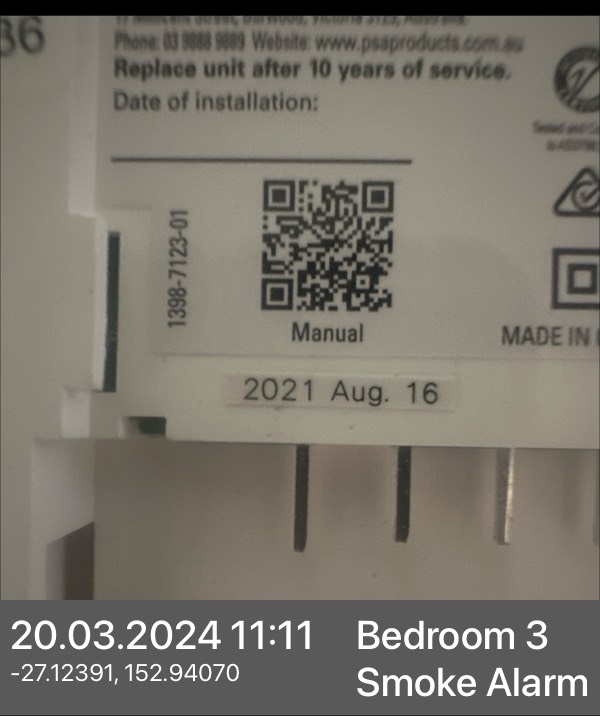 36
Phone: 03 9888 9889 Website: www.psaproducts.com.au
Replace unit after 10 years of service.
Date of installation:
1398-7123-01
Manual
MADE IN
2021 Aug. 16
20.03.2024 11:11
-27.12391, 152.94070
Bedroom 3
Smoke Alarm